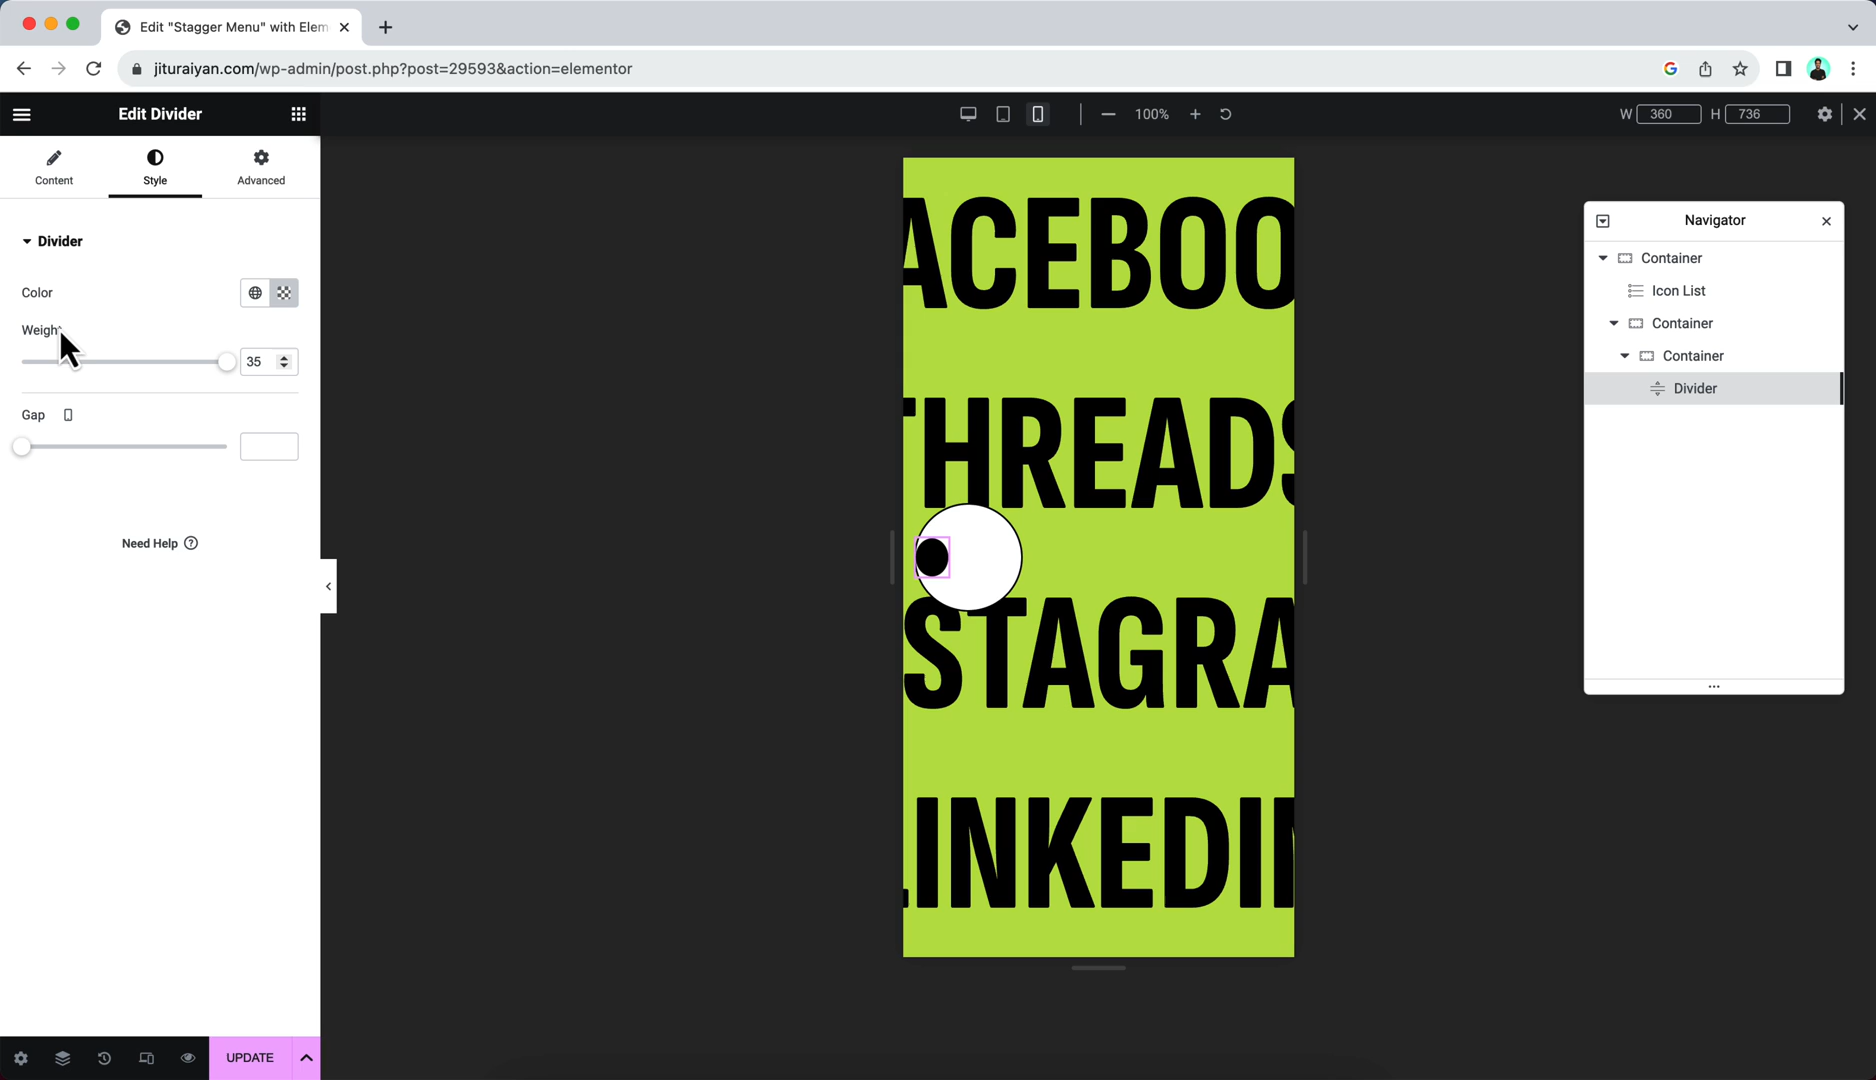 Edit "Stagger Menu" with Elem
jituraiyan.com/wp-admin/post.php?post=29593&action=elementor
Edit Divider
100%
W 360 H 736
Content
Style
Advanced
Divider
Color
Weight
35
Gap
Need Help
UPDATE
ACEBOO
THREADS
STAGRA
LINKEDIN
Navigator
Container
Icon List
Container
Container
Divider